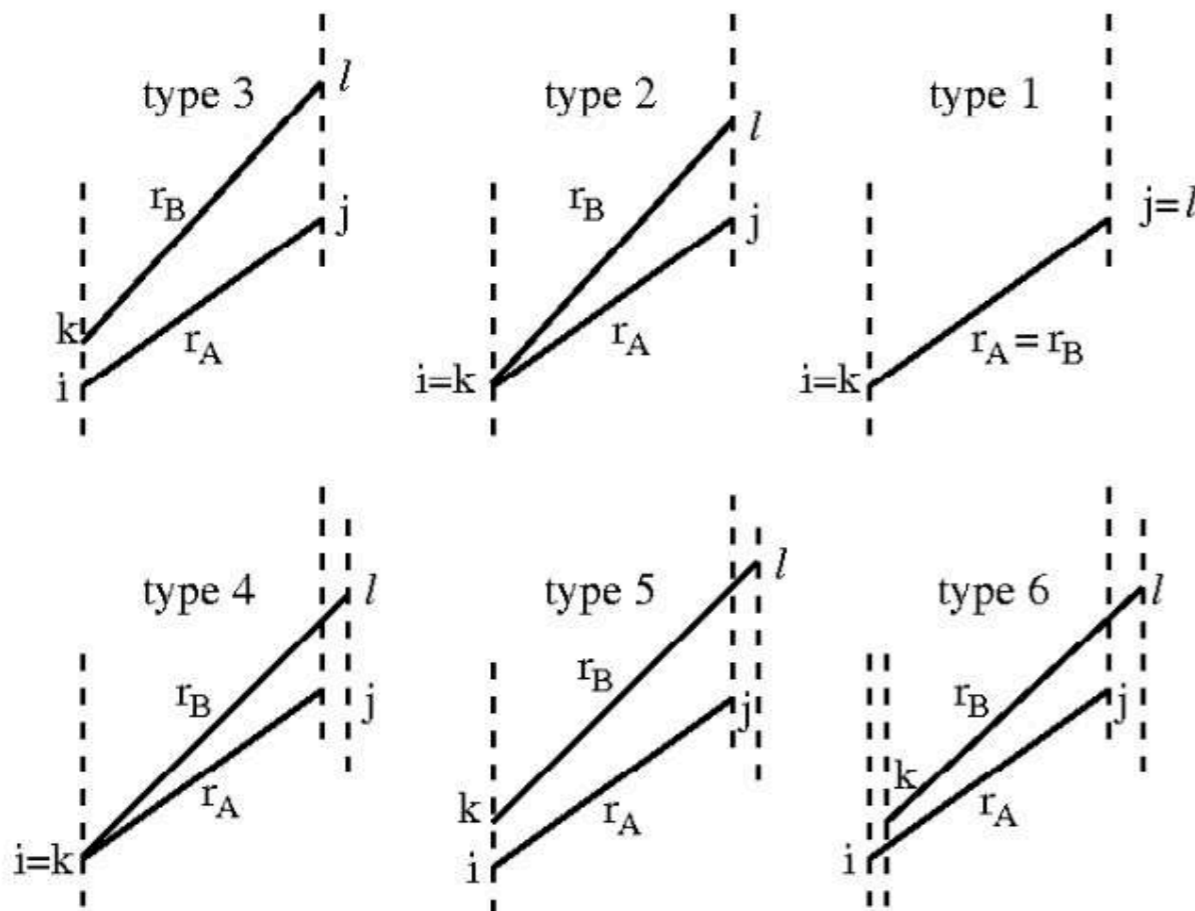 type 3
l
r_B
j
k
r_A
i
type 2
l
r_B
j
r_A
i=k
type 1
j=l
r_A = r_B
i=k
type 4
l
r_B
j
r_A
i=k
type 5
l
r_B
j
k
r_A
i
type 6
l
r_B
j
k
r_A
i